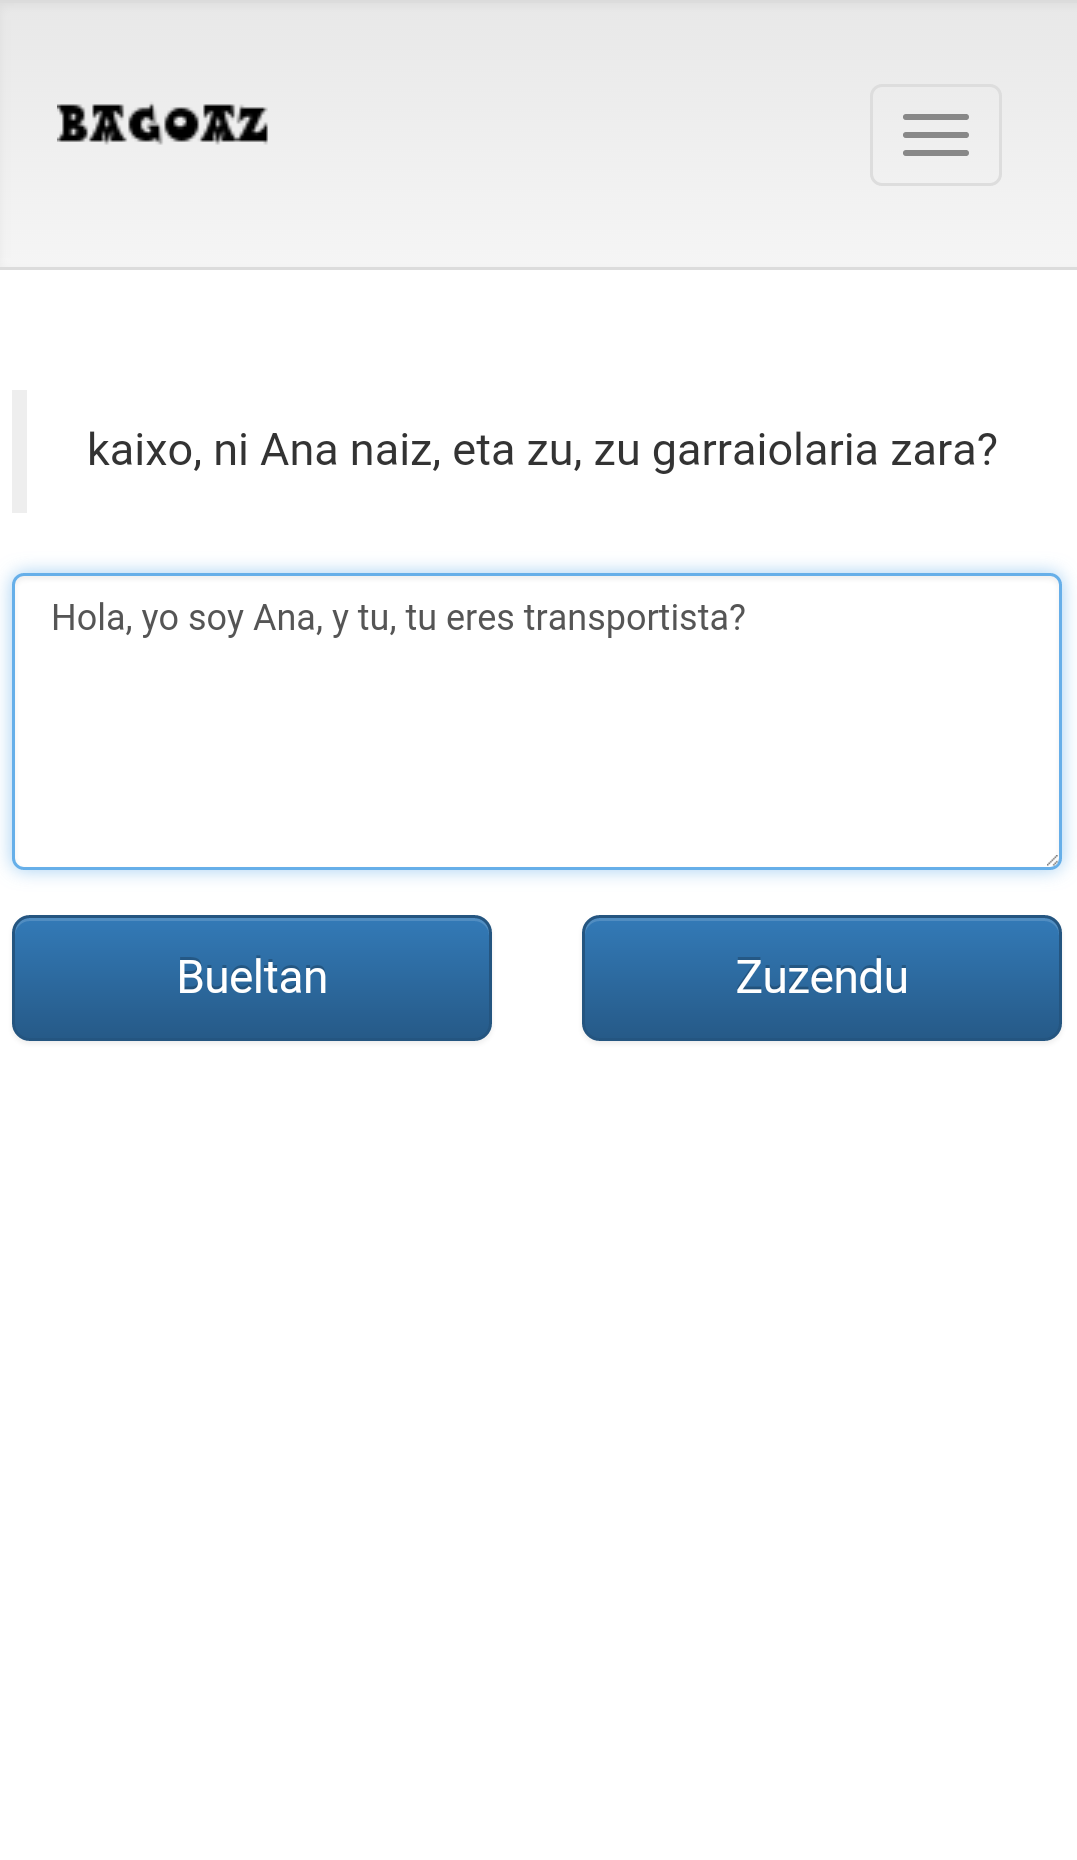 BAGOAZ
kaixo, ni Ana naiz, eta zu, zu garraiolaria zara?
Hola, yo soy Ana, y tu, tu eres transportista?
Bueltan
Zuzendu